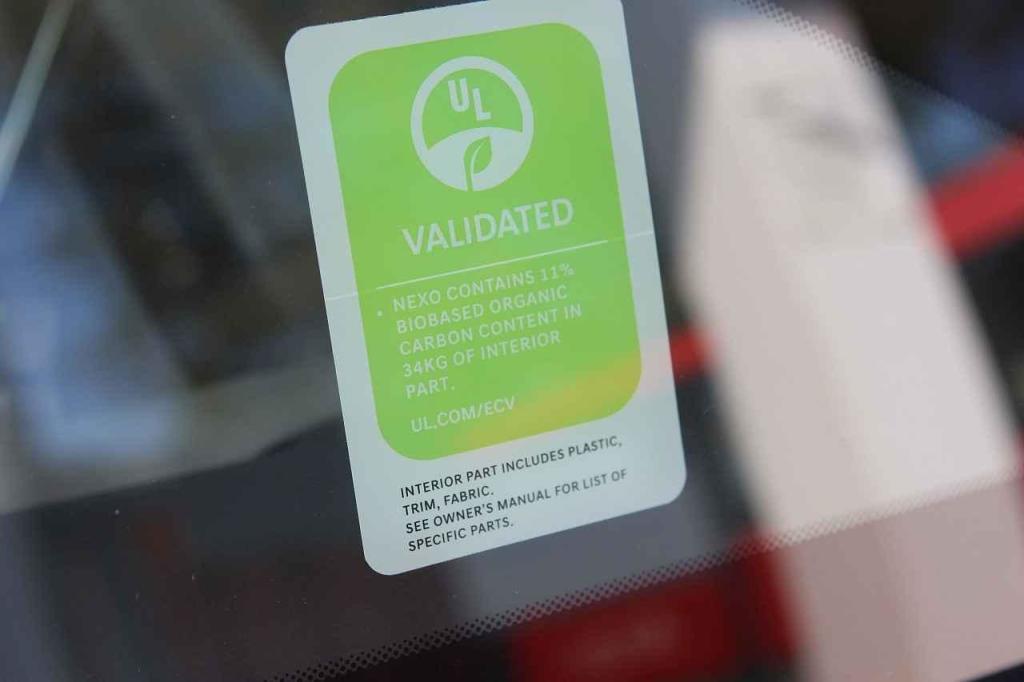 UL
VALIDATED
• NEXO CONTAINS 11%
BIOBASED ORGANIC
CARBON CONTENT IN
34KG OF INTERIOR
PART.
UL.COM/ECV
INTERIOR PART INCLUDES PLASTIC,
TRIM, FABRIC.
SEE OWNER'S MANUAL FOR LIST OF
SPECIFIC PARTS.